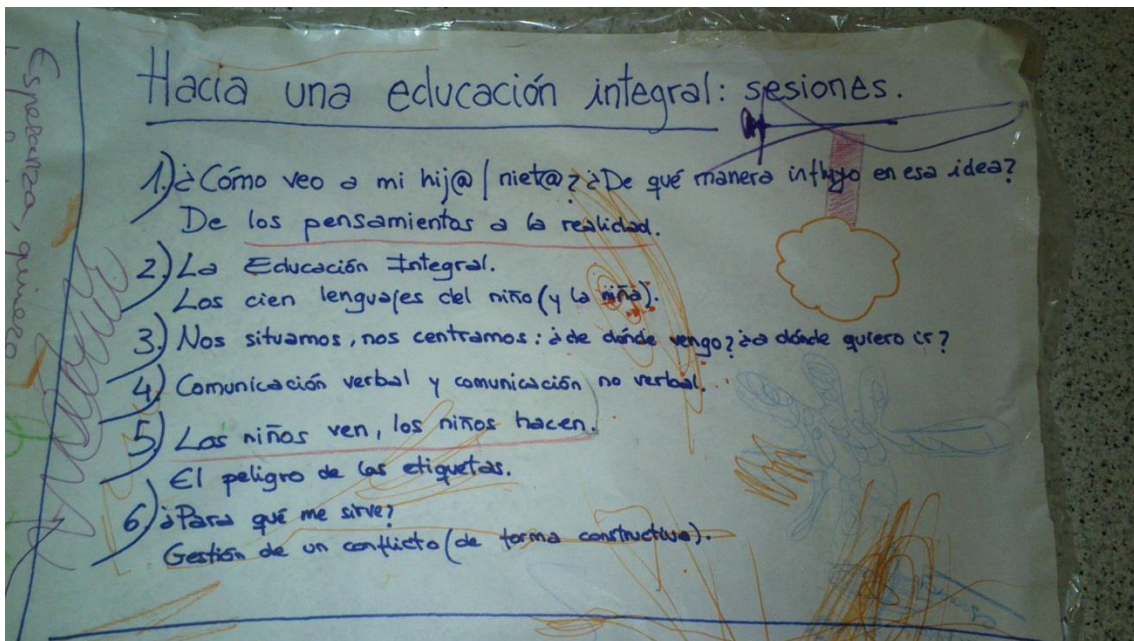 Hacia una educación integral: sesiones.
1.) ¿Cómo veo a mi hij@ / niet@? ¿De qué manera influyo en esa idea?
De los pensamientos a la realidad.
2.) La Educación Integral.
Los cien lenguajes del niño (y la niña).
3.) Nos situamos, nos centramos: ¿de dónde vengo? ¿a dónde quiero ir?
4.) Comunicación verbal y comunicación no verbal.
5.) Los niños ven, los niños hacen.
El peligro de las etiquetas.
6.) ¿Para qué me sirve?
Gestión de un conflicto (de forma constructiva).
Esperanza, quiero